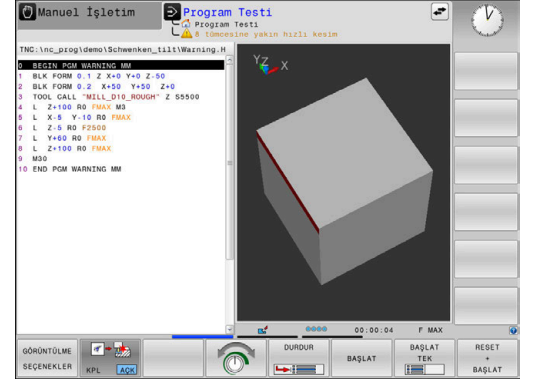 Manuel İşletim
Program Testi
Program Testi
8 tümcesine yakın hızlı kesim
TNC:\nc_prog\demo\Schwenken_tilt\Warning.H
0 BEGIN PGM WARNING MM
1 BLK FORM 0.1 Z X+0 Y+0 Z-50
2 BLK FORM 0.2 X+50 Y+50 Z+0
3 TOOL CALL "MILL_D10_ROUGH" Z S5500
4 L Z+100 R0 FMAX M3
5 L X-5 Y-10 R0 FMAX
6 L Z-5 R0 F2500
7 L Y+60 R0 FMAX
8 L Z+100 R0 FMAX
9 M30
10 END PGM WARNING MM
Y Z X
00:00:04 F MAX
GÖRÜNTÜLME
SEÇENEKLER
KPL AÇK
DURDUR
BAŞLAT
BAŞLAT
TEK
RESET
+
BAŞLAT